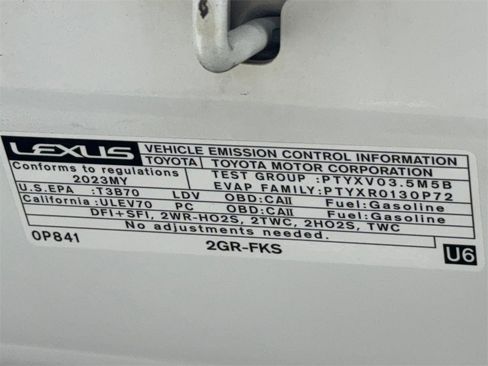 LEXUS VEHICLE EMISSION CONTROL INFORMATION
TOYOTA TOYOTA MOTOR CORPORATION
Conforms to regulations TEST GROUP :PTYXV03.5M5B
2023MY EVAP FAMILY:PTYXR0130P72
U.S.EPA :T3B70 LDV OBD:CAII Fuel:Gasoline
California :ULEV70 PC OBD:CAII Fuel:Gasoline
DFI+SFI, 2WR-HO2S, 2TWC, 2HO2S, TWC
No adjustments needed.
0P841 2GR-FKS U6